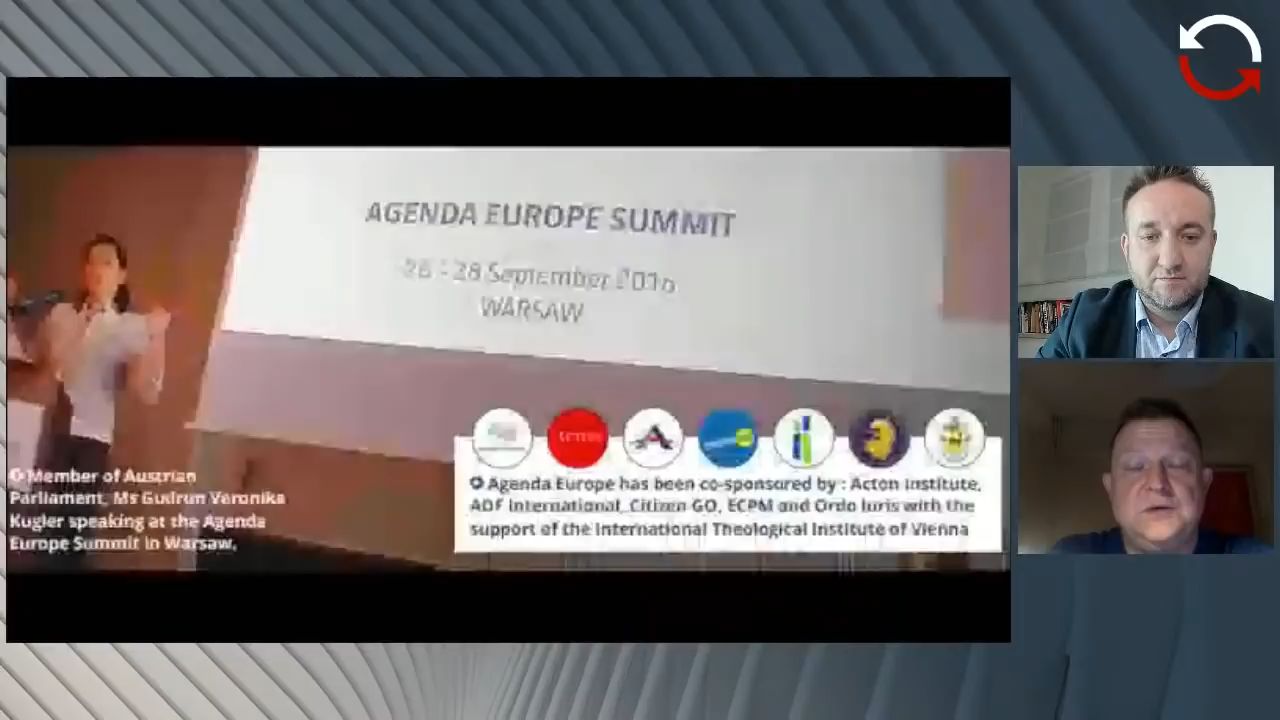 AGENDA EUROPE SUMMIT
26 - 28 September 2016
WARSAW
Member of Austrian
Parliament, Ms Gudrun Veronika
Kugler speaking at the Agenda
Europe Summit in Warsaw.
Agenda Europe has been co-sponsored by : Acton Institute,
ADF International, Citizen GO, ECPM and Ordo Iuris with the
support of the International Theological Institute of Vienna